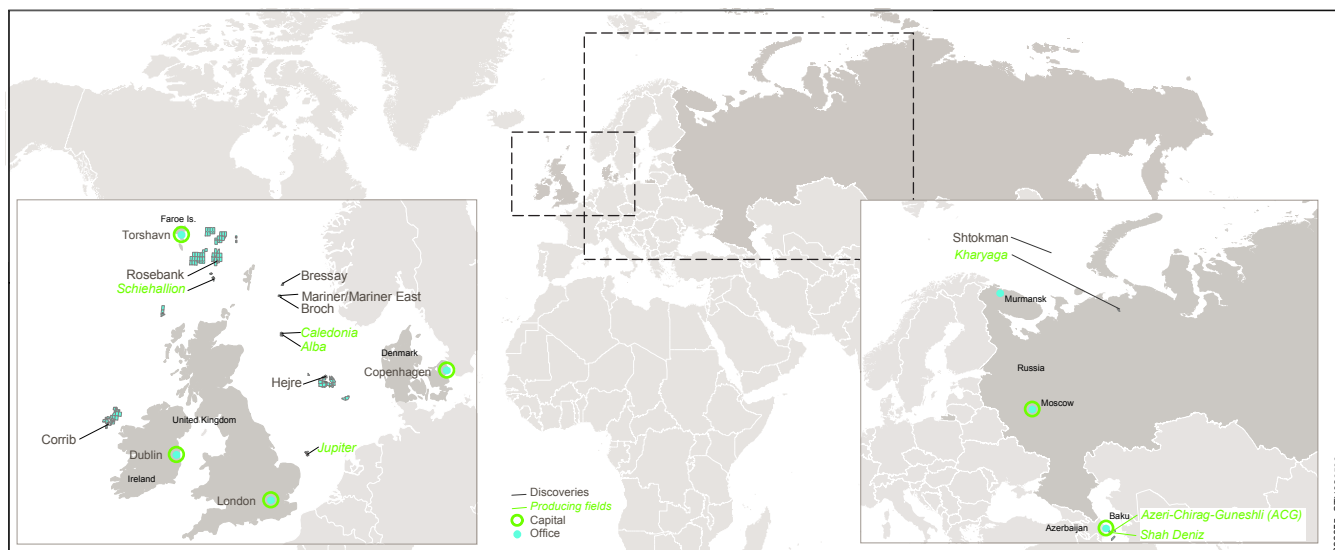 Faroe Is.
Torshavn
Rosebank
Schiehallion
Bressay
Mariner/Mariner East
Broch
Caledonia
Alba
Denmark
Copenhagen
Hejre
United Kingdom
Corrib
Dublin
Jupiter
Ireland
London
Discoveries
Producing fields
Capital
Office
Shtokman
Kharyaga
Murmansk
Russia
Moscow
Baku
Azerbaijan
Azeri-Chirag-Guneshli (ACG)
Shah Deniz